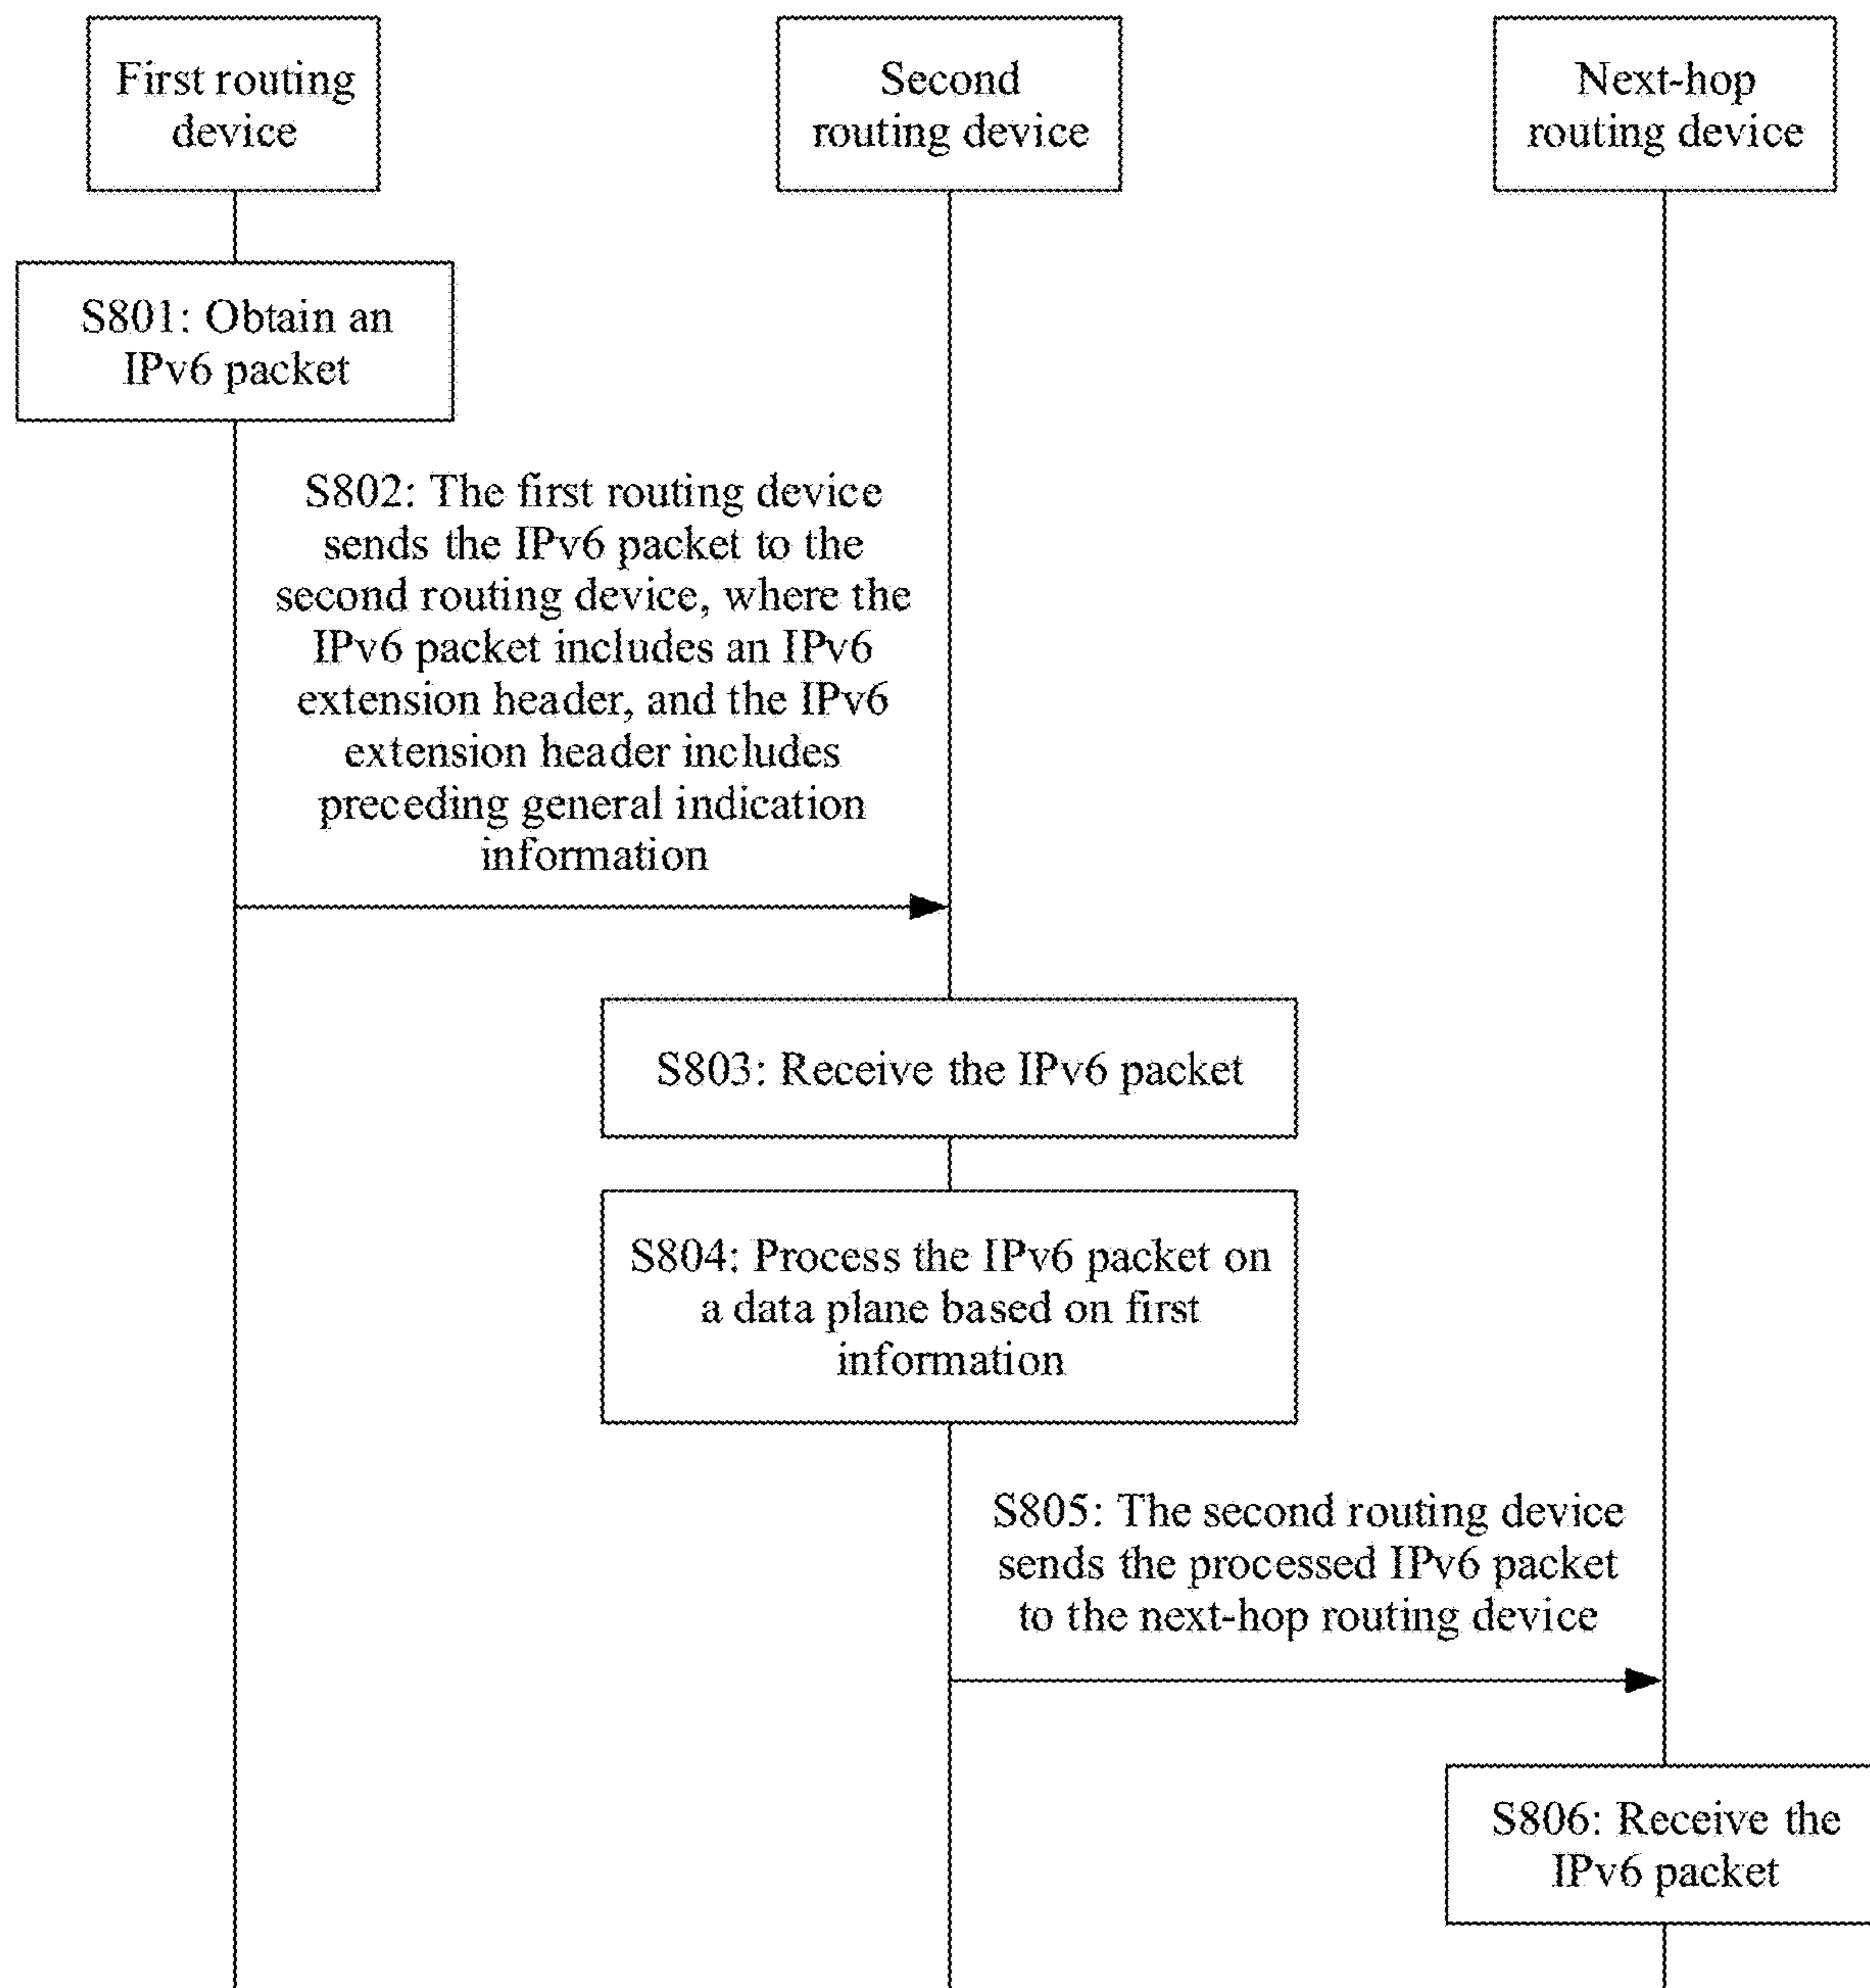 First routing
device
Second
routing device
Next-hop
routing device
S801: Obtain an
IPv6 packet
S802: The first routing device
sends the IPv6 packet to the
second routing device, where the
IPv6 packet includes an IPv6
extension header, and the IPv6
extension header includes
preceding general indication
information
S803: Receive the IPv6 packet
S804: Process the IPv6 packet on
a data plane based on first
information
S805: The second routing device
sends the processed IPv6 packet
to the next-hop routing device
S806: Receive the
IPv6 packet